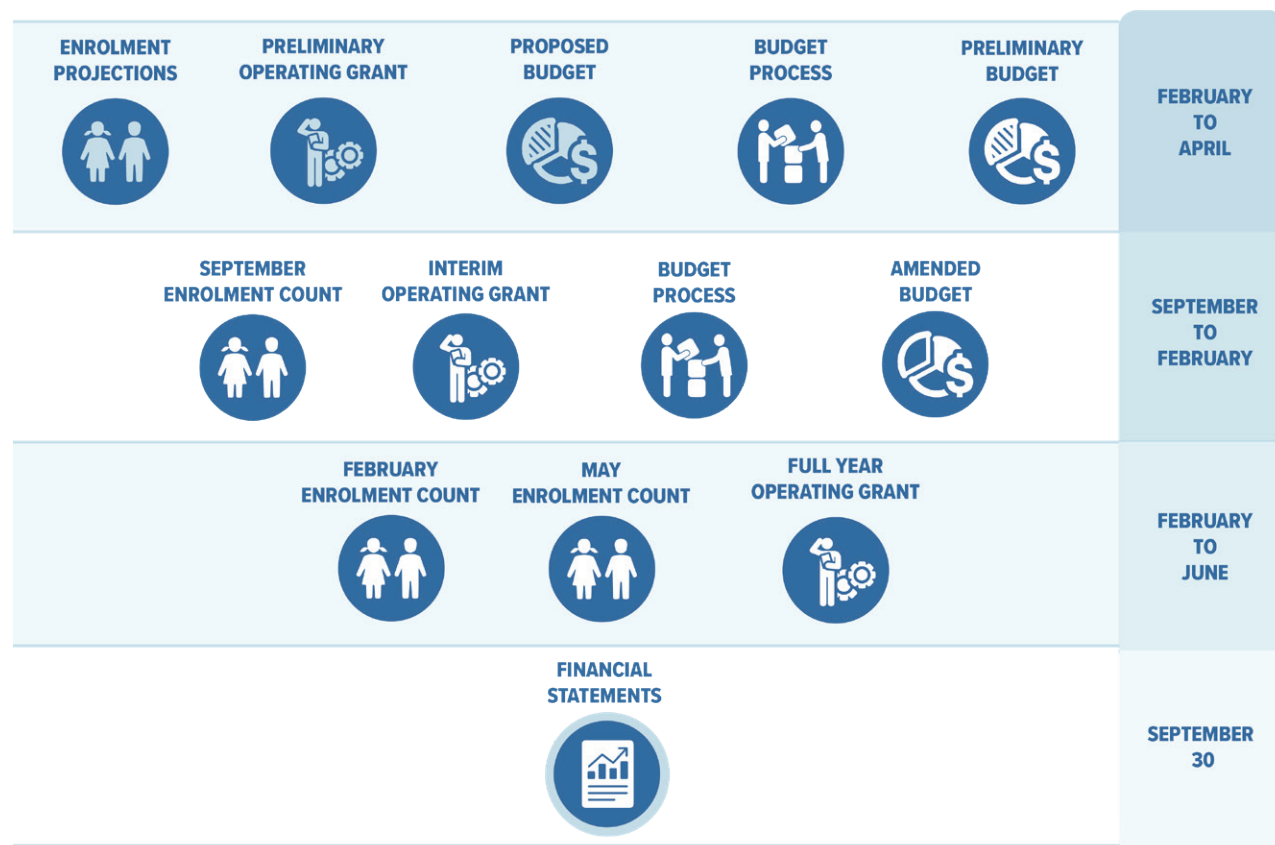 ENROLMENT
PROJECTIONS
PRELIMINARY
OPERATING GRANT
PROPOSED
BUDGET
BUDGET
PROCESS
PRELIMINARY
BUDGET
FEBRUARY
TO
APRIL
SEPTEMBER
ENROLMENT COUNT
INTERIM
OPERATING GRANT
BUDGET
PROCESS
AMENDED
BUDGET
SEPTEMBER
TO
FEBRUARY
FEBRUARY
ENROLMENT COUNT
MAY
ENROLMENT COUNT
FULL YEAR
OPERATING GRANT
FEBRUARY
TO
JUNE
FINANCIAL
STATEMENTS
SEPTEMBER
30